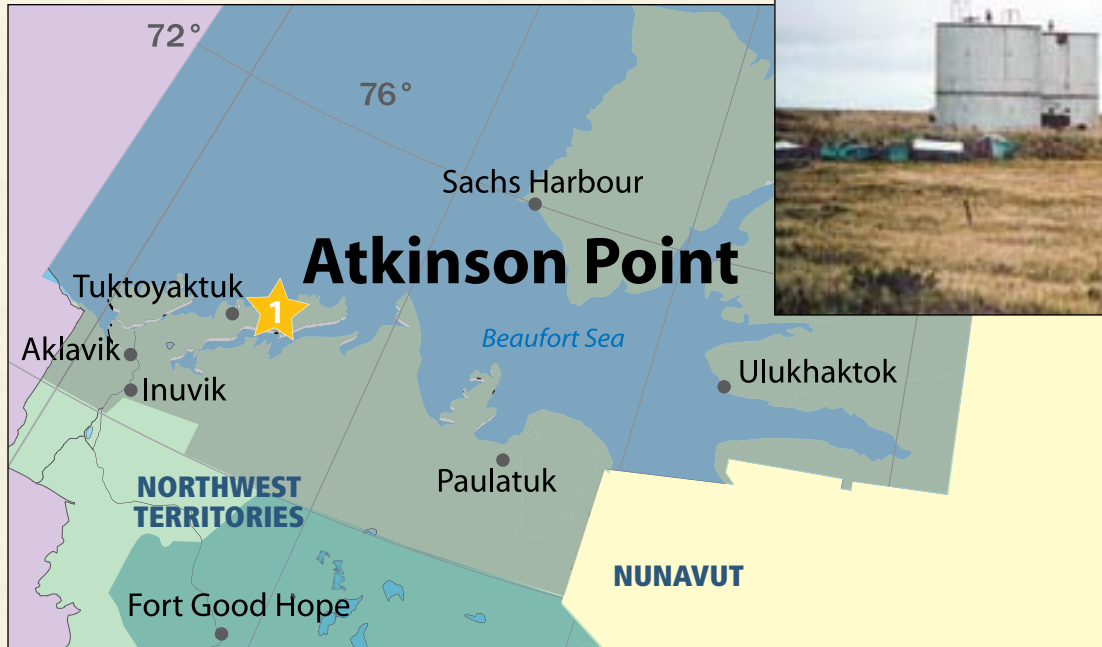 72°
76°
Sachs Harbour
Atkinson Point
Tuktoyaktuk
1
Beaufort Sea
Aklavik
Ulukhaktok
Inuvik
Paulatuk
NORTHWEST
TERRITORIES
NUNAVUT
Fort Good Hope